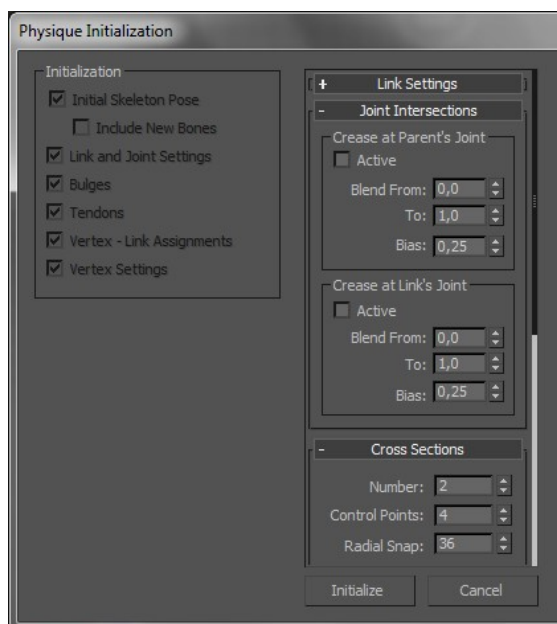 Physique Initialization
Initialization
Initial Skeleton Pose
Include New Bones
Link and Joint Settings
Bulges
Tendons
Vertex - Link Assignments
Vertex Settings
+ Link Settings
- Joint Intersections
Crease at Parent's Joint
Active
Blend From: 0,0
To: 1,0
Bias: 0,25
Crease at Link's Joint
Active
Blend From: 0,0
To: 1,0
Bias: 0,25
- Cross Sections
Number: 2
Control Points: 4
Radial Snap: 36
Initialize Cancel